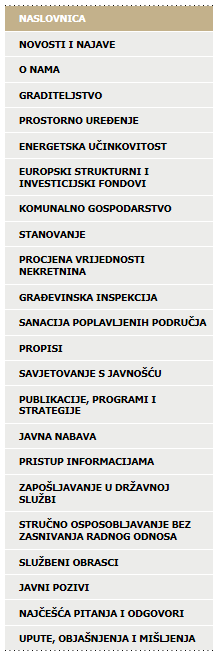 NASLOVNICA
NOVOSTI I NAJAVE
O NAMA
GRADITELJSTVO
PROSTORNO UREĐENJE
ENERGETSKA UČINKOVITOST
EUROPSKI STRUKTURNI I
INVESTICIJSKI FONDOVI
KOMUNALNO GOSPODARSTVO
STANOVANJE
PROCJENA VRIJEDNOSTI
NEKRETNINA
GRAĐEVINSKA INSPEKCIJA
SANACIJA POPLAVLJENIH PODRUČJA
PROPISI
SAVJETOVANJE S JAVNOŠĆU
PUBLIKACIJE, PROGRAMI I
STRATEGIJE
JAVNA NABAVA
PRISTUP INFORMACIJAMA
ZAPOŠLJAVANJE U DRŽAVNOJ
SLUŽBI
STRUČNO OSPOSOBLJAVANJE BEZ
ZASNIVANJA RADNOG ODNOSA
SLUŽBENI OBRASCI
JAVNI POZIVI
NAJČEŠĆA PITANJA I ODGOVORI
UPUTE, OBJAŠNJENJA I MIŠLJENJA